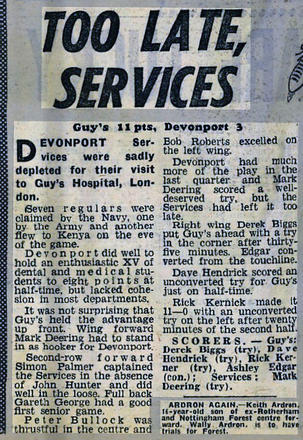 TOO LATE,
SERVICES
Guy's 11 pts, Devonport 3
DEVONPORT Ser-
vices were sadly
depleted for their visit
to Guy's Hospital, Lon-
don.
Seven regulars were
claimed by the Navy, one
by the Army and another
flew to Kenya on the eve
of the game.
Devonport did well to
hold an enthusiastic XV of
dental and medical stu-
dents to eight points at
half-time, but lacked cohe-
sion in most departments.
It was not surprising that
Guy's held the advantage
up front. Wing forward
Mark Deering had to stand
in as hooker for Devonport.
Second-row forward
Simon Palmer captained
the Services in the absence
of John Hunter and did
well in the loose. Full back
Gareth George had a good
first senior game.
Peter Bullock was
thrustful in the centre and
Bob Roberts excelled on
the left wing.
Devonport had much
more of the play in the
last quarter and Mark
Deering scored a well-
deserved try, but the
Services had left it too
late.
Right wing Derek Biggs
put Guy's ahead with a try
in the corner after thirty-
five minutes. Edgar con-
verted from the touchline.
Dave Hendrick scored an
unconverted try for Guy's
just on half-time.
Rick Kernick made it
11—0 with an unconverted
try on the left after twenty
minutes of the second half.
SCORERS. — Guy's:
Derek Biggs (try), Dave
Hendrick (try), Rick Ker-
ner (try), Ashley Edgar
(con.); Services: Mark
Deering (try).
ARDRON AGAIN.—Keith Ardron,
16-year-old son of ex-Rotherham
and Nottingham Forest centre for-
ward, Wally Ardron, is to have
trials for Forest.